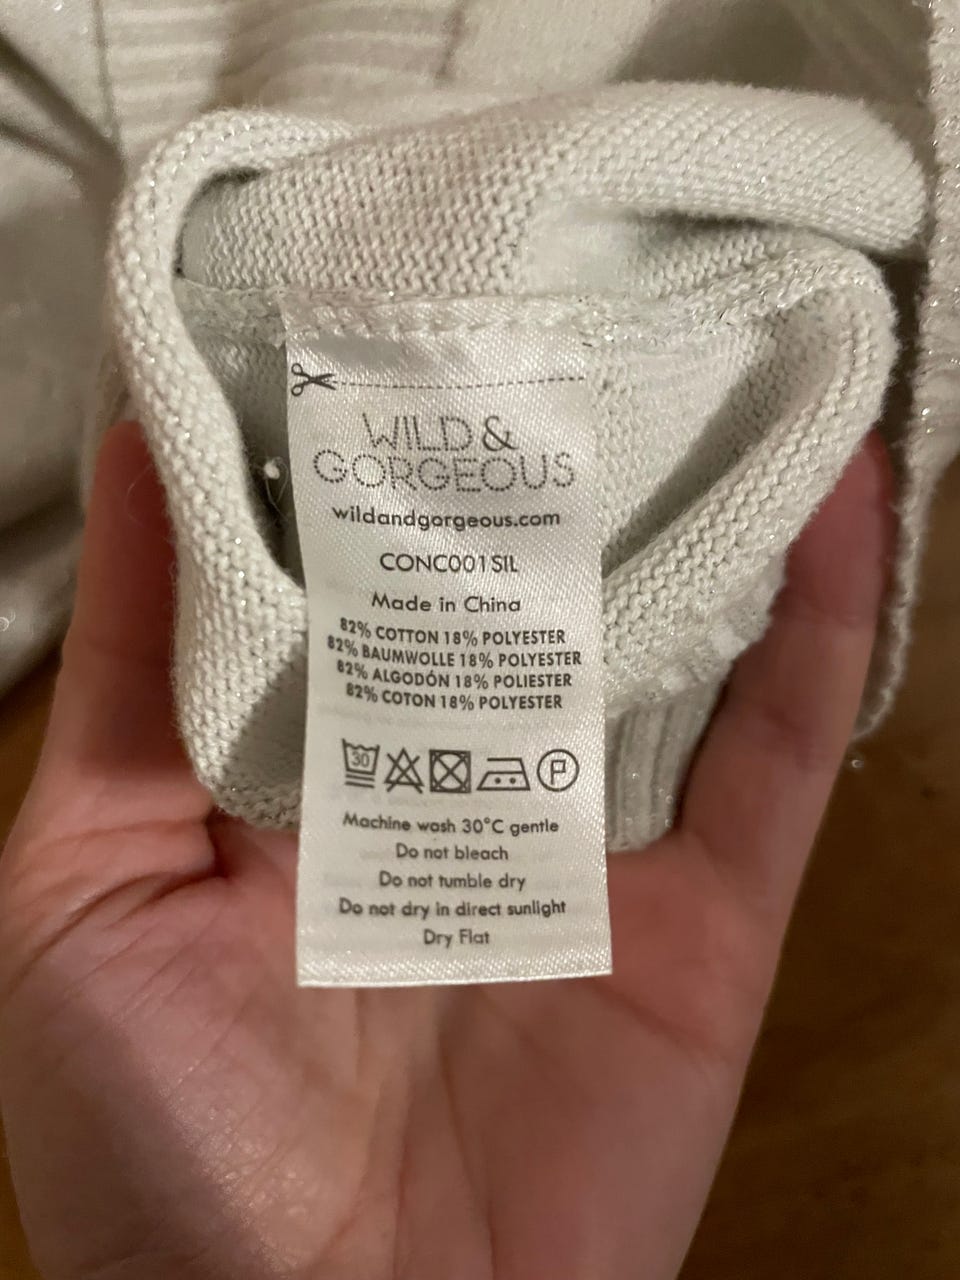 WILD &
GORGEOUS
wildandgorgeous.com
CONC001SIL
Made in China
82% COTTON 18% POLYESTER
82% BAUMWOLLE 18% POLYESTER
82% ALGODÓN 18% POLIESTER
82% COTON 18% POLYESTER
30 P
Machine wash 30°C gentle
Do not bleach
Do not tumble dry
Do not dry in direct sunlight
Dry Flat